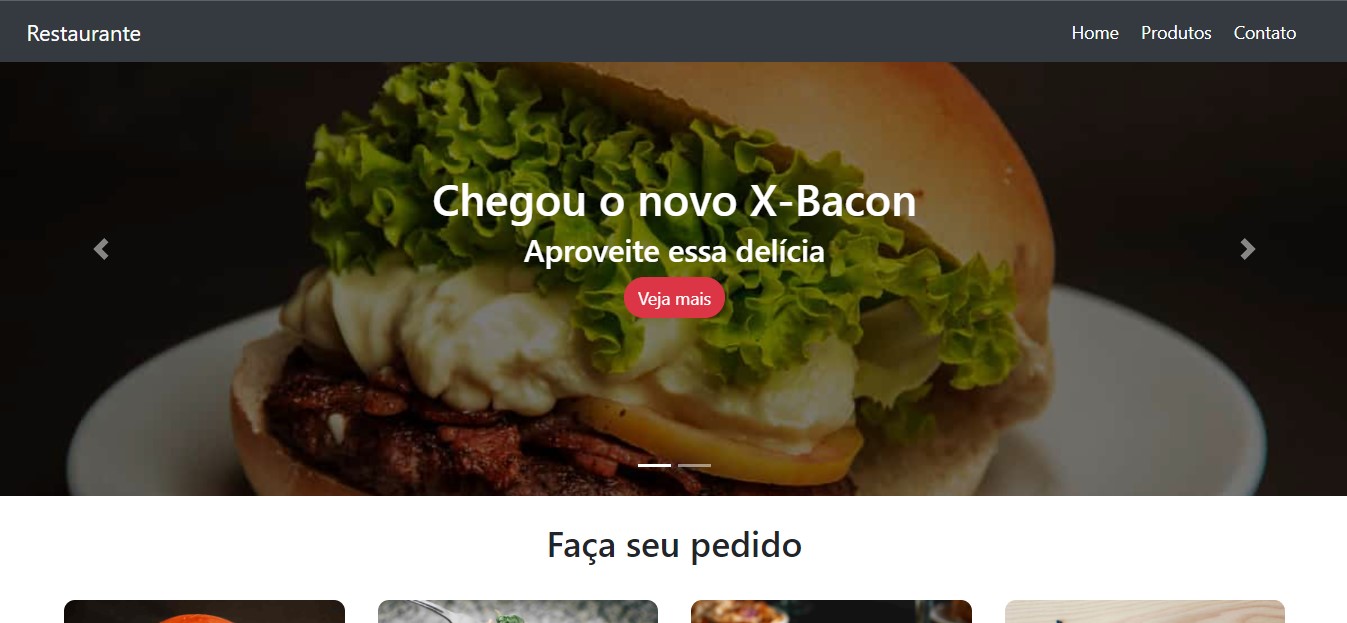 Restaurante
Home Produtos Contato
Chegou o novo X-Bacon
Aproveite essa delícia
Veja mais
Faça seu pedido